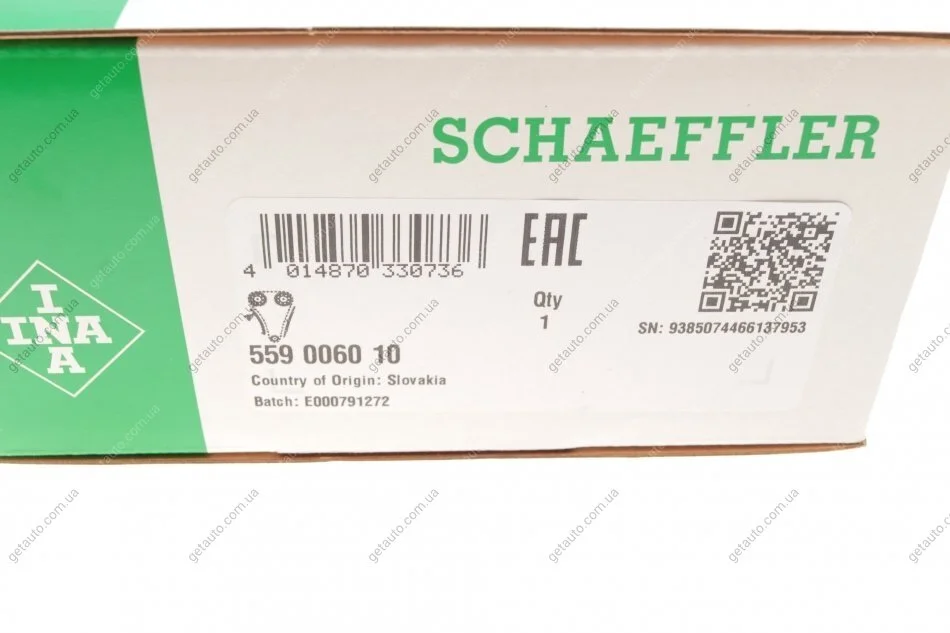 SCHAEFFLER
INA
INA
4 014870 330736
EAC
Qty
1
SN: 9385074466137953
559 0060 10
Country of Origin: Slovakia
Batch: E000791272
getauto.com.ua